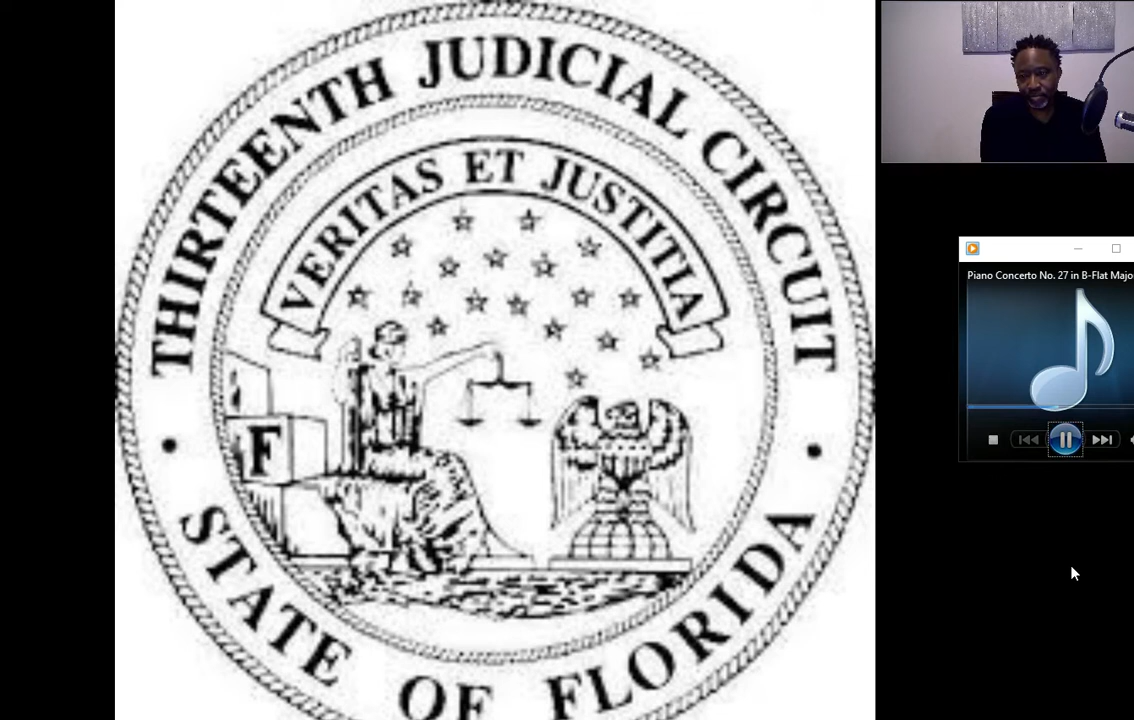 THIRTEENTH JUDICIAL CIRCUIT
VERITAS ET JUSTITIA
F
STATE OF FLORIDA
Piano Concerto No. 27 in B-Flat Majo